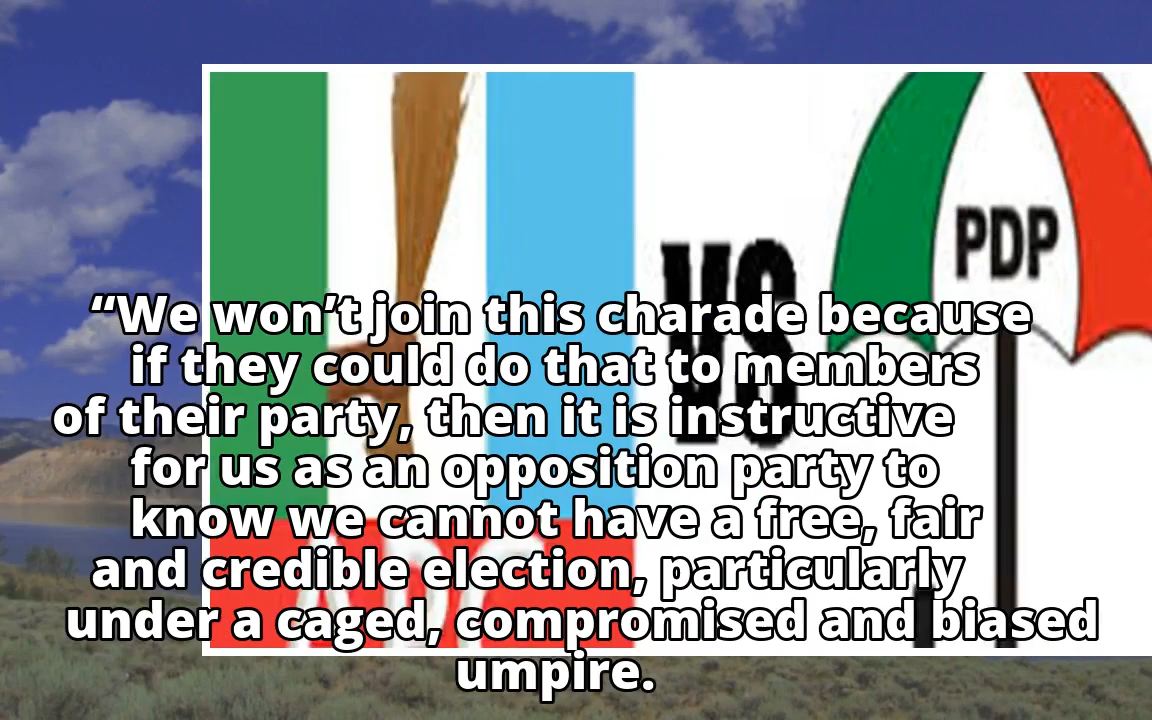 VS
PDP
“We won’t join this charade because
if they could do that to members
of their party, then it is instructive
for us as an opposition party to
know we cannot have a free, fair
and credible election, particularly
under a caged, compromised and biased
umpire.